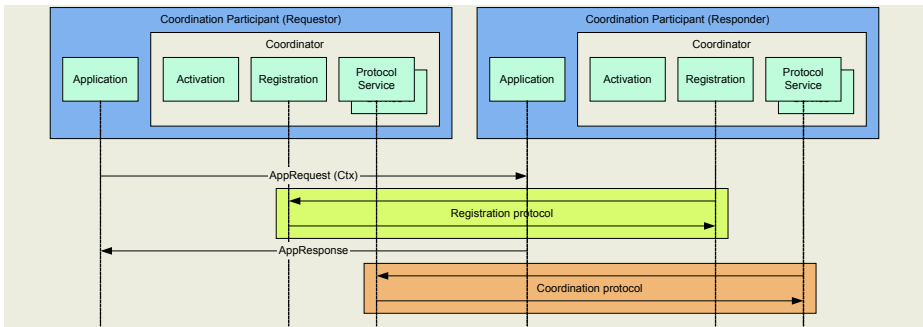 Coordination Participant (Requestor)
Coordination Participant (Responder)
Coordinator
Coordinator
Application
Activation
Registration
Protocol
Service
Application
Activation
Registration
Protocol
Service
AppRequest (Ctx)
Registration protocol
AppResponse
Coordination protocol